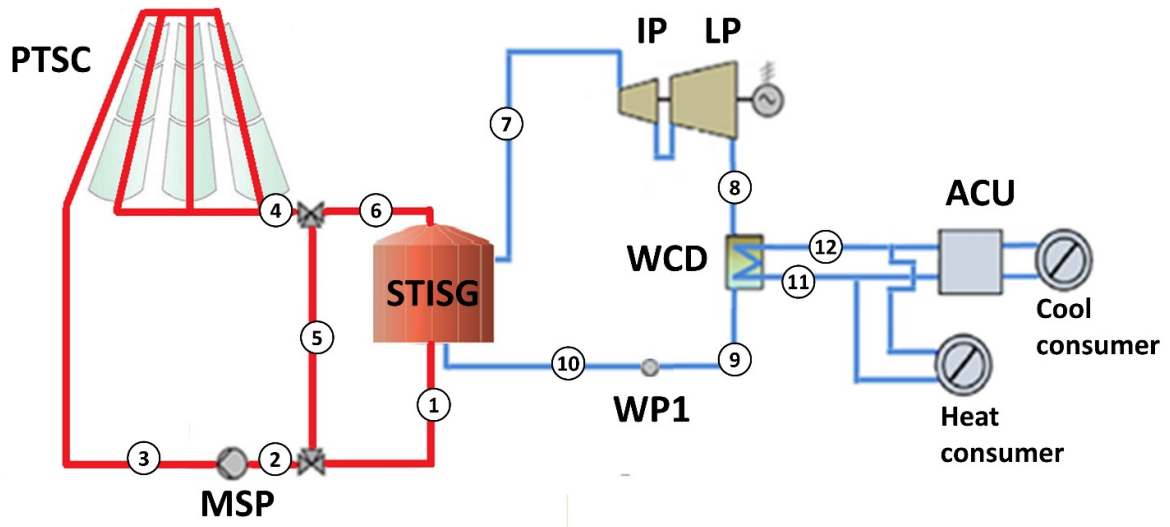 IP LP
PTSC
7
8
ACU
4
6
12
WCD
STISG
11
Cool
consumer
5
9
10
1
WP1
Heat
consumer
3
2
MSP